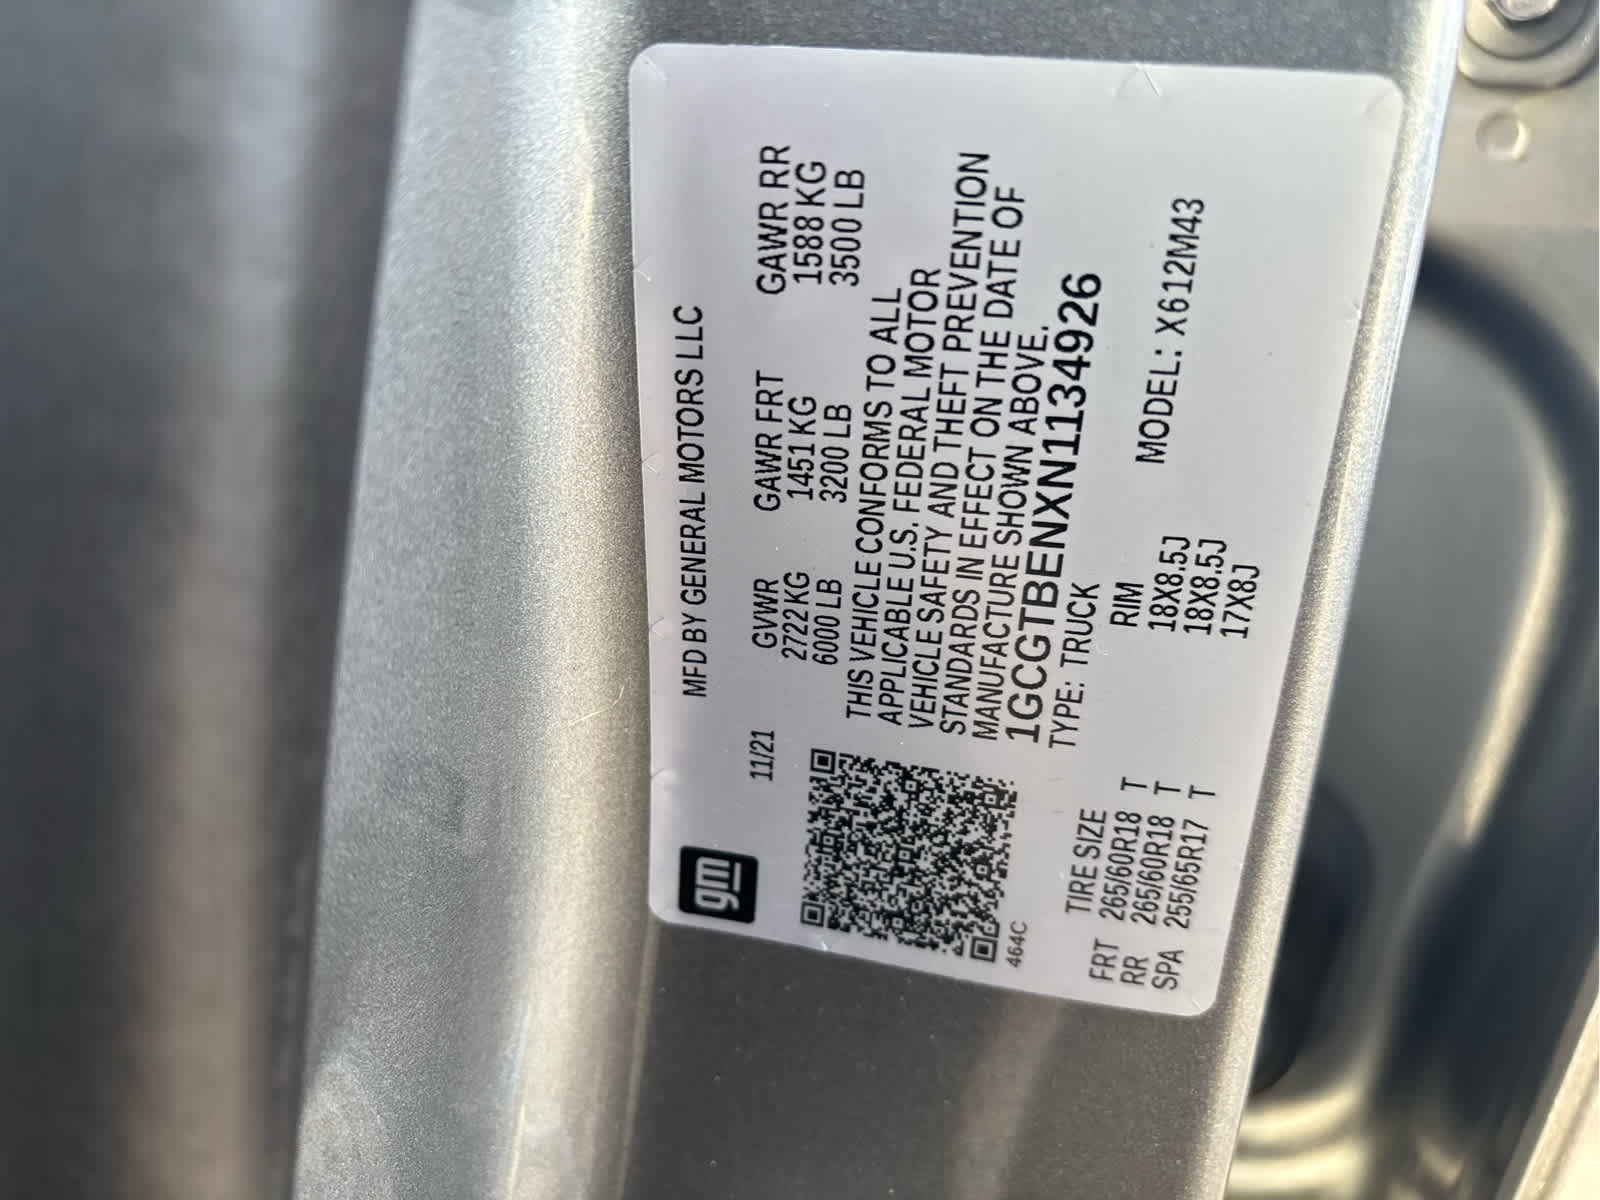 gm
MFD BY GENERAL MOTORS LLC
11/21
GVWR GAWR FRT GAWR RR
2722 KG 1451 KG 1588 KG
6000 LB 3200 LB 3500 LB
THIS VEHICLE CONFORMS TO ALL
APPLICABLE U.S. FEDERAL MOTOR
VEHICLE SAFETY AND THEFT PREVENTION
STANDARDS IN EFFECT ON THE DATE OF
MANUFACTURE SHOWN ABOVE.
1GCGTBENXN1134926
464C
TYPE: TRUCK
MODEL: X612M43
TIRE SIZE RIM
FRT 265/60R18 T 18X8.5J
RR 265/60R18 T 18X8.5J
SPA 255/65R17 T 17X8J